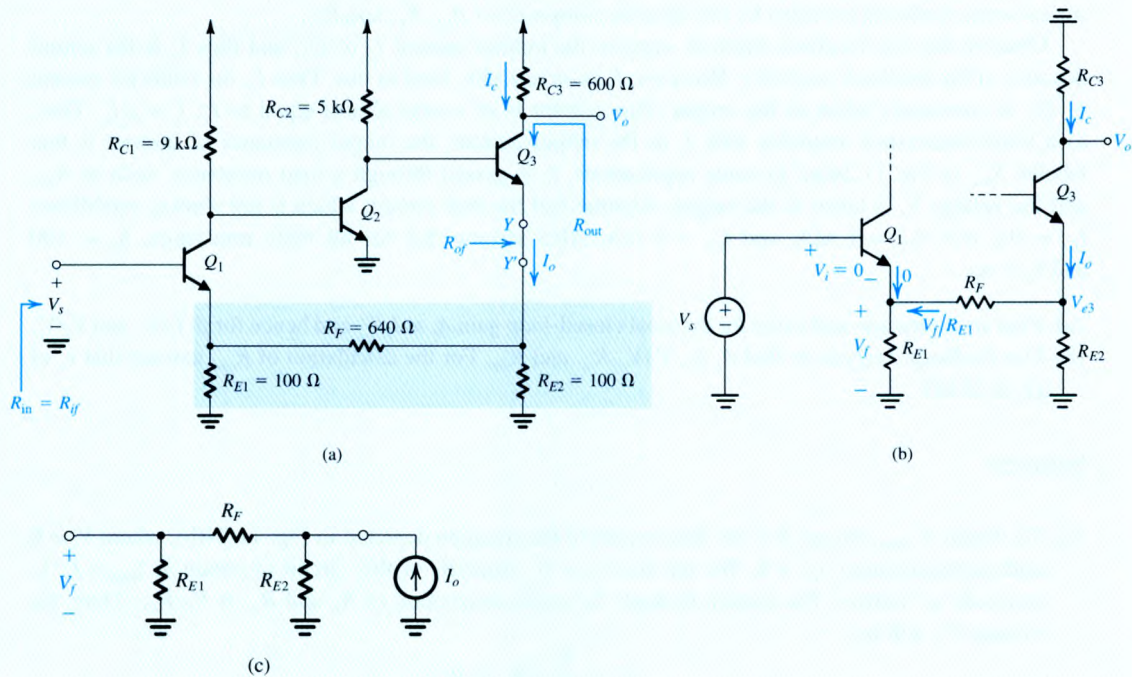 R_C1 = 9 kΩ
R_C2 = 5 kΩ
I_c
R_C3 = 600 Ω
V_o
Q_3
Q_2
Q_1
Y
Y'
R_of
I_o
R_out
+
V_s
−
R_in = R_if
R_F = 640 Ω
R_E1 = 100 Ω
R_E2 = 100 Ω
(a)
R_C3
I_c
V_o
Q_3
Q_1
+ V_i = 0 −
0
R_F
I_o
V_e3
V_s
+
−
+
V_f
−
V_f/R_E1
R_E1
R_E2
(b)
+
V_f
−
R_F
R_E1
R_E2
I_o
(c)